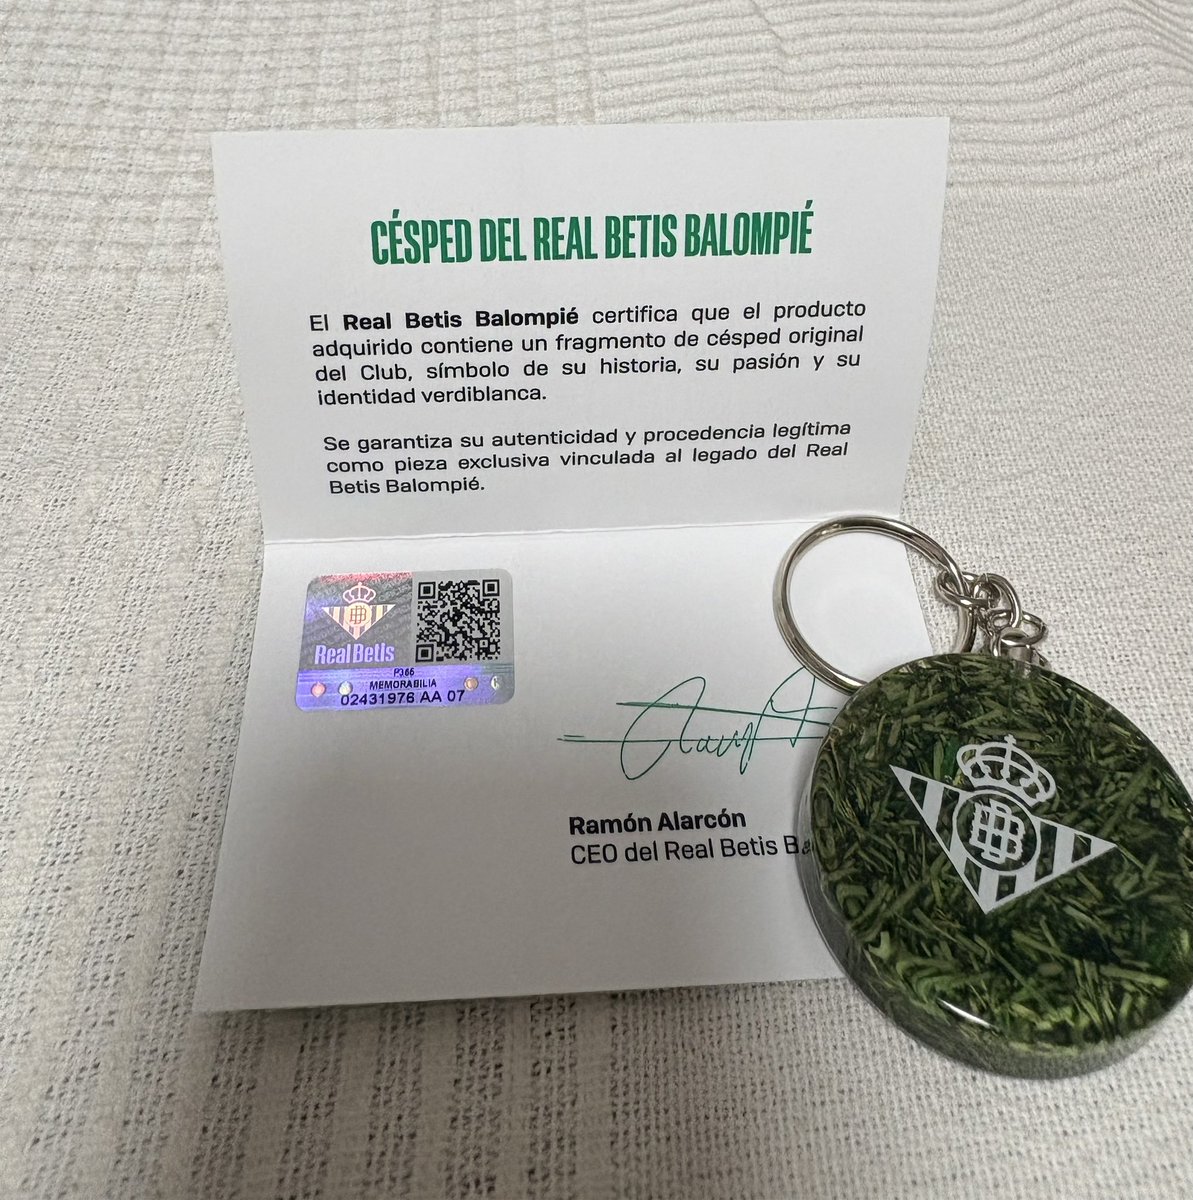 CÉSPED DEL REAL BETIS BALOMPIÉ
El Real Betis Balompié certifica que el producto
adquirido contiene un fragmento de césped original
del Club, símbolo de su historia, su pasión y su
identidad verdiblanca.
Se garantiza su autenticidad y procedencia legítima
como pieza exclusiva vinculada al legado del Real
Betis Balompié.
Real Betis
MEMORABILIA
02431976 AA 07
Ramón Alarcón
CEO del Real Betis